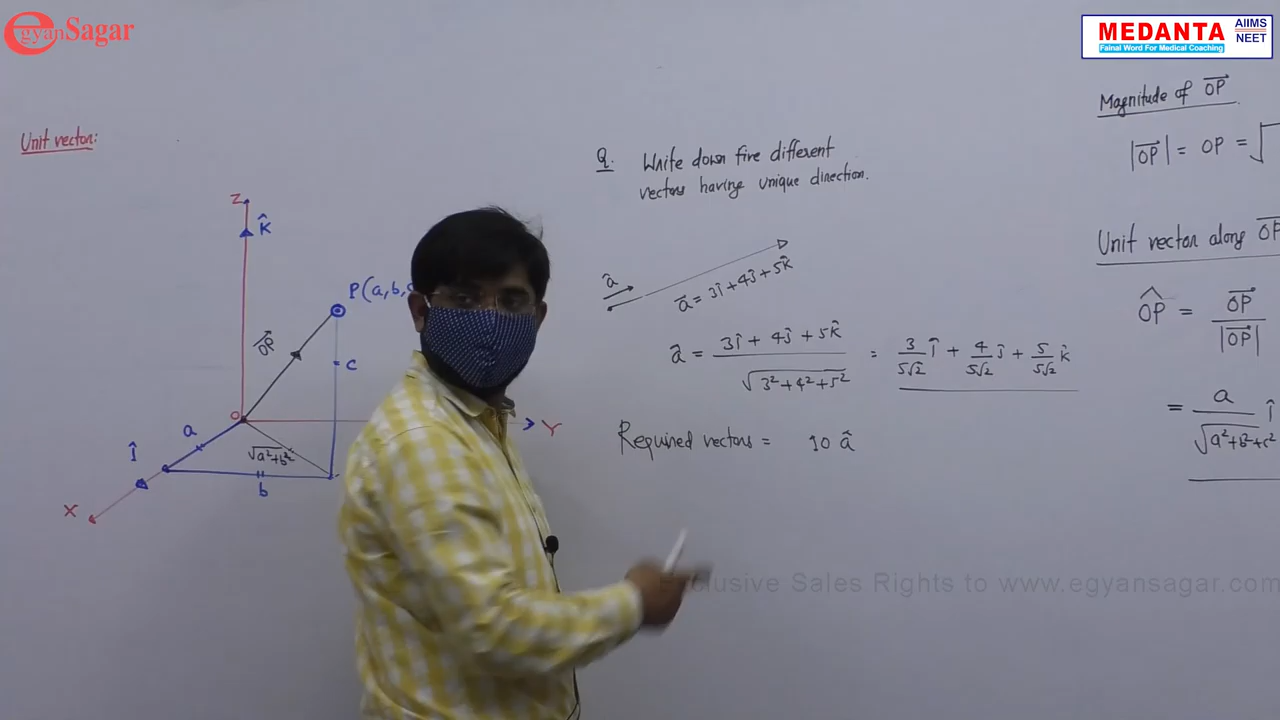 egyanSagar
MEDANTA
AIIMS
NEET
Fainal Word For Medical Coaching
Unit vector:
Z
k̂
P(a,b,
OP⃗
c
O
a
Y
î
√a²+b²
b
X
Q. Write down five different
vectors having unique direction.
â
a⃗ = 3î+4ĵ+5k̂
â = (3î + 4ĵ + 5k̂)/√(3²+4²+5²) = 3/(5√2) î + 4/(5√2) ĵ + 5/(5√2) k̂
Required vectors = 10 â
Magnitude of OP⃗
|OP⃗| = OP = √
Unit vector along OP⃗
OP̂ = OP⃗/|OP⃗|
= a/√(a²+b²+c²) î
Exclusive Sales Rights to www.egyansagar.com